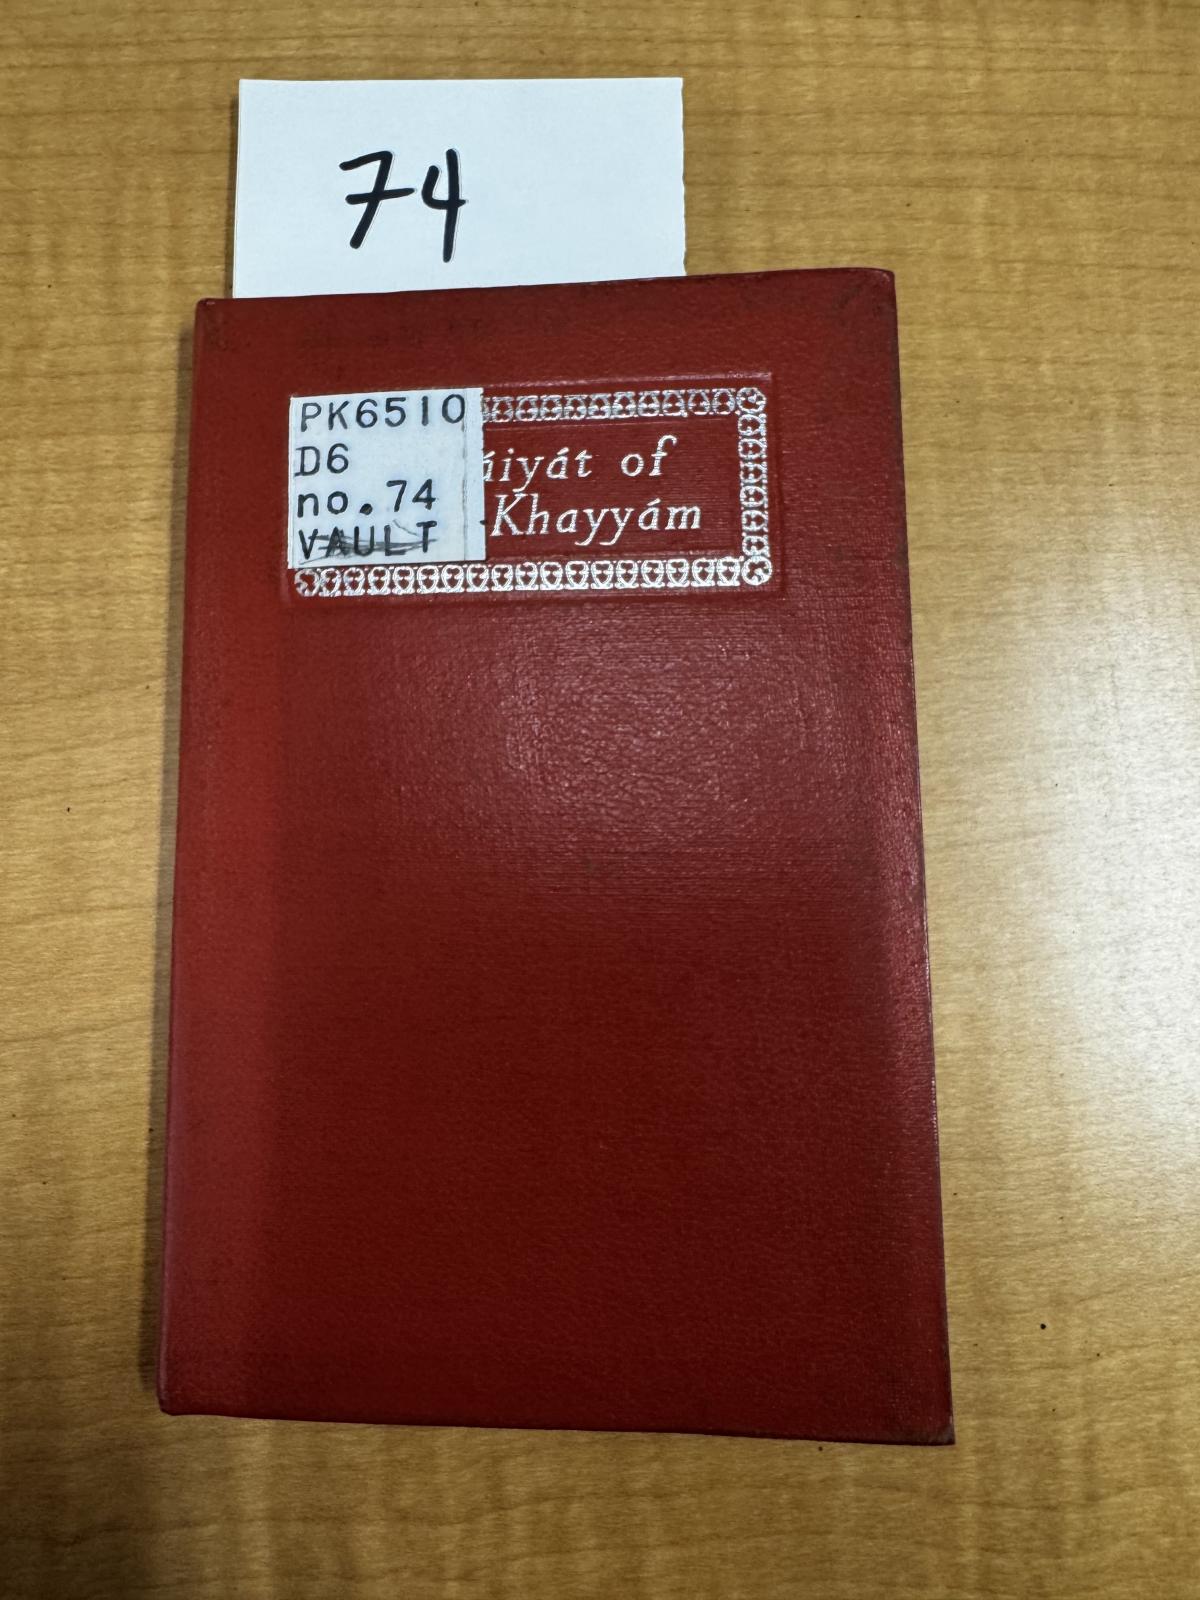 74
PK6510
D6
no.74
VAULT
áiyát of
Khayyám